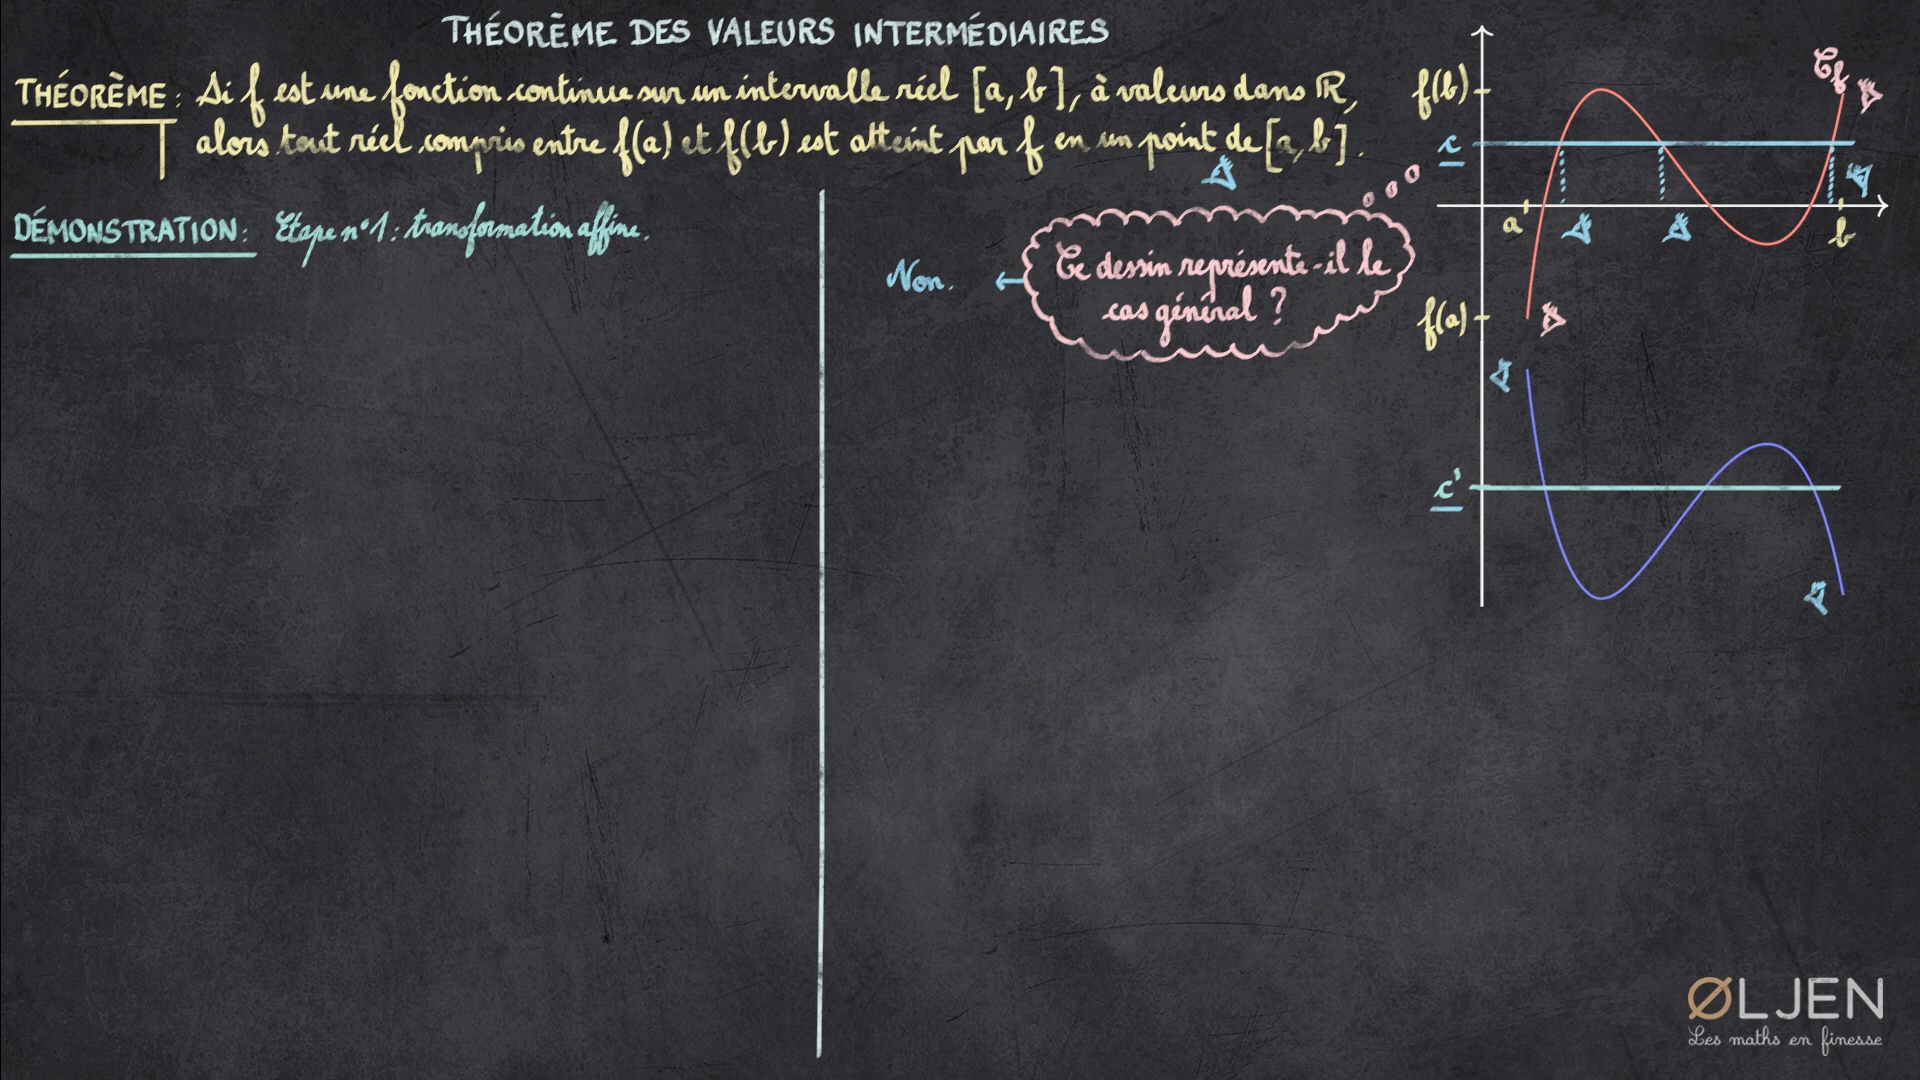 THÉORÈME DES VALEURS INTERMÉDIAIRES
THÉORÈME : Si f est une fonction continue sur un intervalle réel [a, b], à valeurs dans ℝ,
alors tout réel compris entre f(a) et f(b) est atteint par f en un point de [a, b].
DÉMONSTRATION : Etape n°1 : transformation affine.
Non. ←
Ce dessin représente-il le
cas général ?
f(b)
c
a
b
f(a)
c'
Cf
ØLJEN
Les maths en finesse